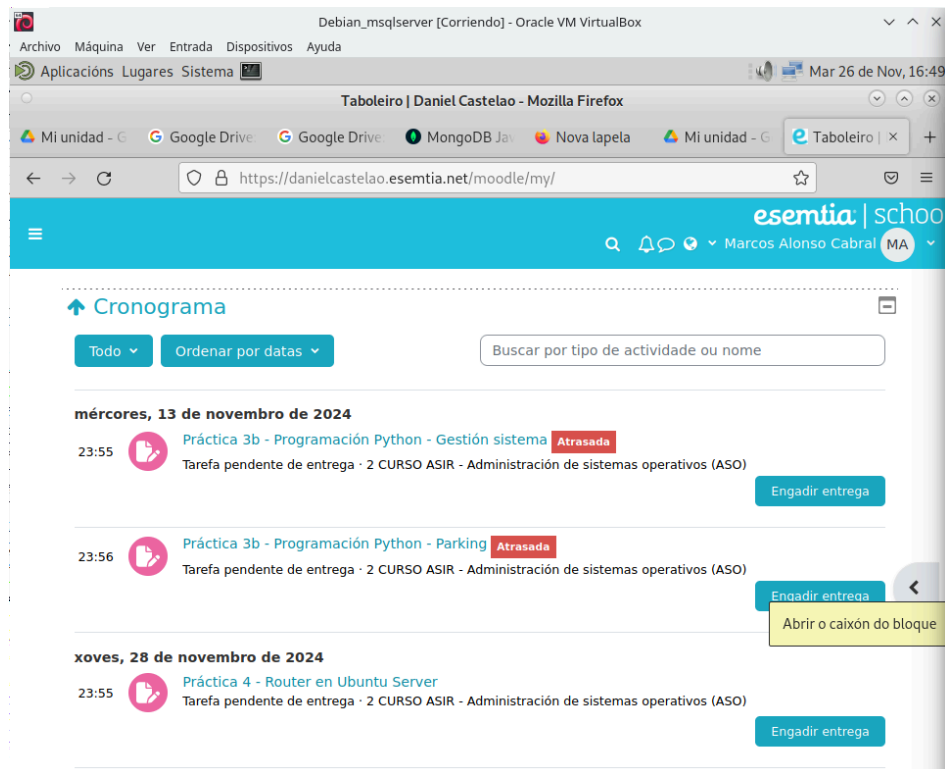 Debian_msqlserver [Corriendo] - Oracle VM VirtualBox
Archivo Máquina Ver Entrada Dispositivos Ayuda
Aplicacións Lugares Sistema Mar 26 de Nov, 16:49
Taboleiro | Daniel Castelao - Mozilla Firefox
Mi unidad - G Google Drive: Google Drive: MongoDB Jav Nova lapela Mi unidad - G Taboleiro |
https://danielcastelao.esemtia.net/moodle/my/
esemtia | schoo
Marcos Alonso Cabral MA
Cronograma
Todo Ordenar por datas Buscar por tipo de actividade ou nome
mércores, 13 de novembro de 2024
23:55 Práctica 3b - Programación Python - Gestión sistema Atrasada
Tarefa pendente de entrega · 2 CURSO ASIR - Administración de sistemas operativos (ASO)
Engadir entrega
23:56 Práctica 3b - Programación Python - Parking Atrasada
Tarefa pendente de entrega · 2 CURSO ASIR - Administración de sistemas operativos (ASO)
Engadir entrega
Abrir o caixón do bloque
xoves, 28 de novembro de 2024
23:55 Práctica 4 - Router en Ubuntu Server
Tarefa pendente de entrega · 2 CURSO ASIR - Administración de sistemas operativos (ASO)
Engadir entrega